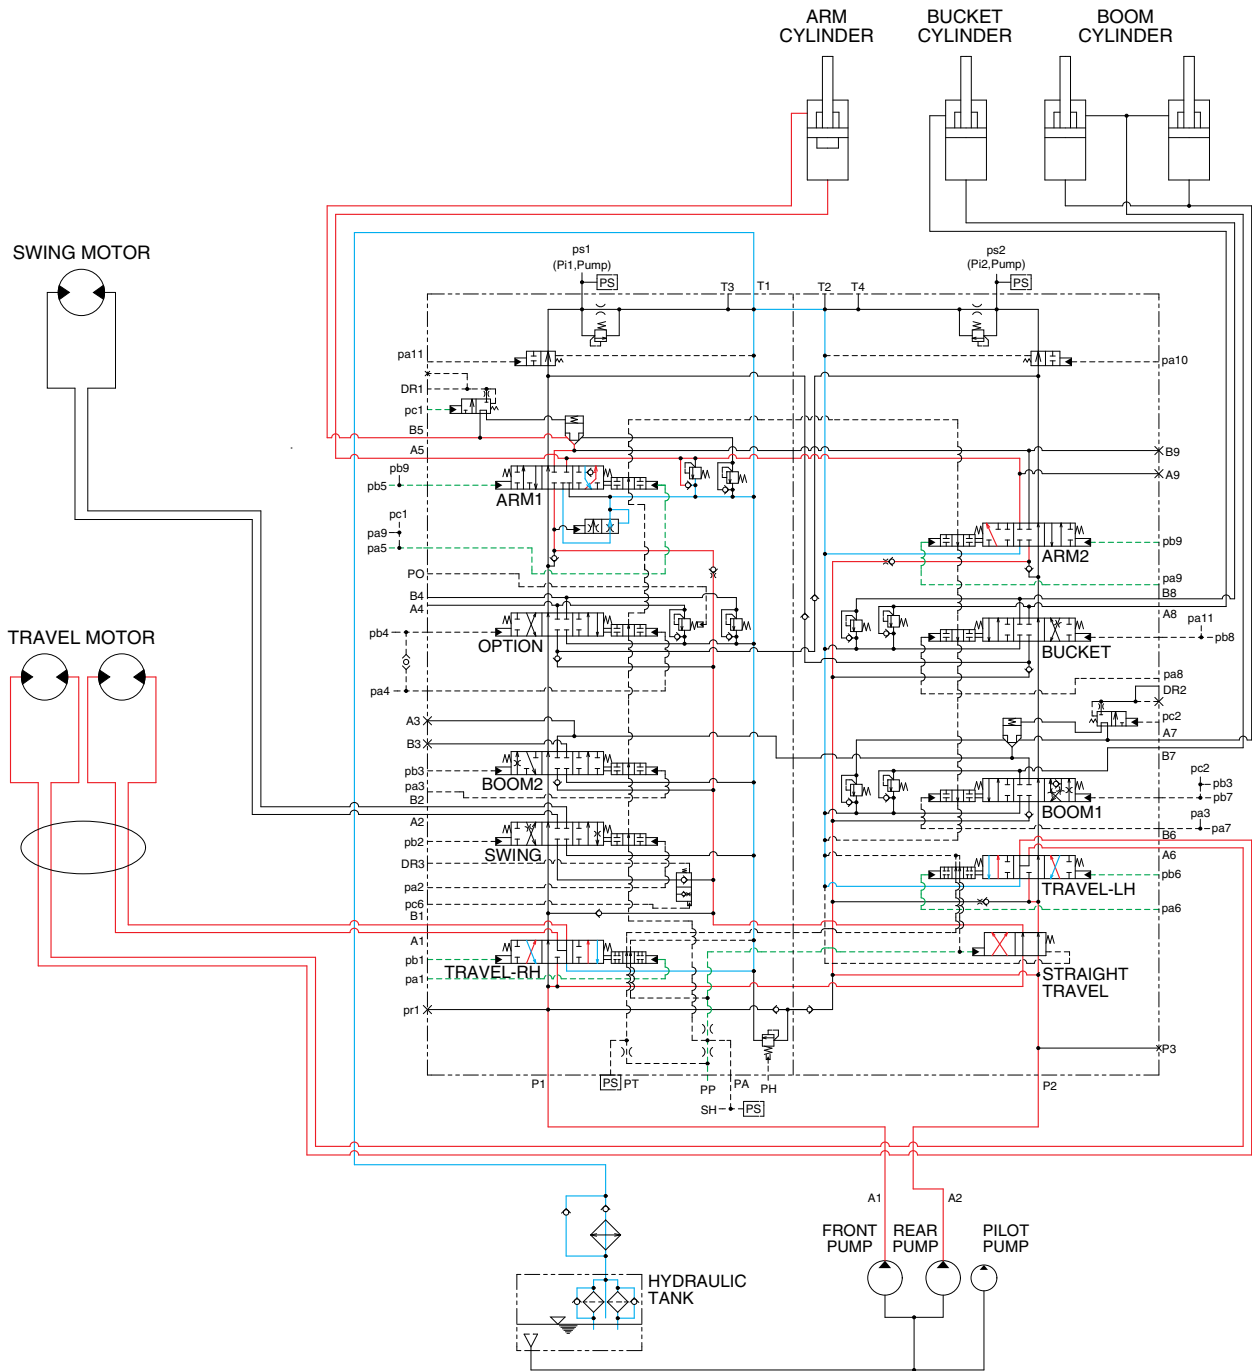 ARM
CYLINDER
BUCKET
CYLINDER
BOOM
CYLINDER
SWING MOTOR
TRAVEL MOTOR
ps1
(Pi1,Pump)
PS
T3
T1
T2
T4
ps2
(Pi2,Pump)
PS
pa11
DR1
pc1
B5
A5
pb9
pb5
ARM1
pc1
pa9
pa5
PO
B4
A4
pb4
OPTION
pa4
A3
B3
pb3
BOOM2
pa3
B2
A2
pb2
SWING
DR3
pa2
pc6
B1
A1
pb1
TRAVEL-RH
pa1
pr1
pa10
B9
A9
pb9
ARM2
pa9
B8
A8
pa11
pb8
BUCKET
pa8
DR2
pc2
A7
B7
pc2
pb3
pb7
BOOM1
pa3
pa7
B6
A6
pb6
TRAVEL-LH
pa6
STRAIGHT
TRAVEL
P3
P1
PS
PT
PP
PA
PH
P2
SH
PS
A1
A2
FRONT
PUMP
REAR
PUMP
PILOT
PUMP
HYDRAULIC
TANK